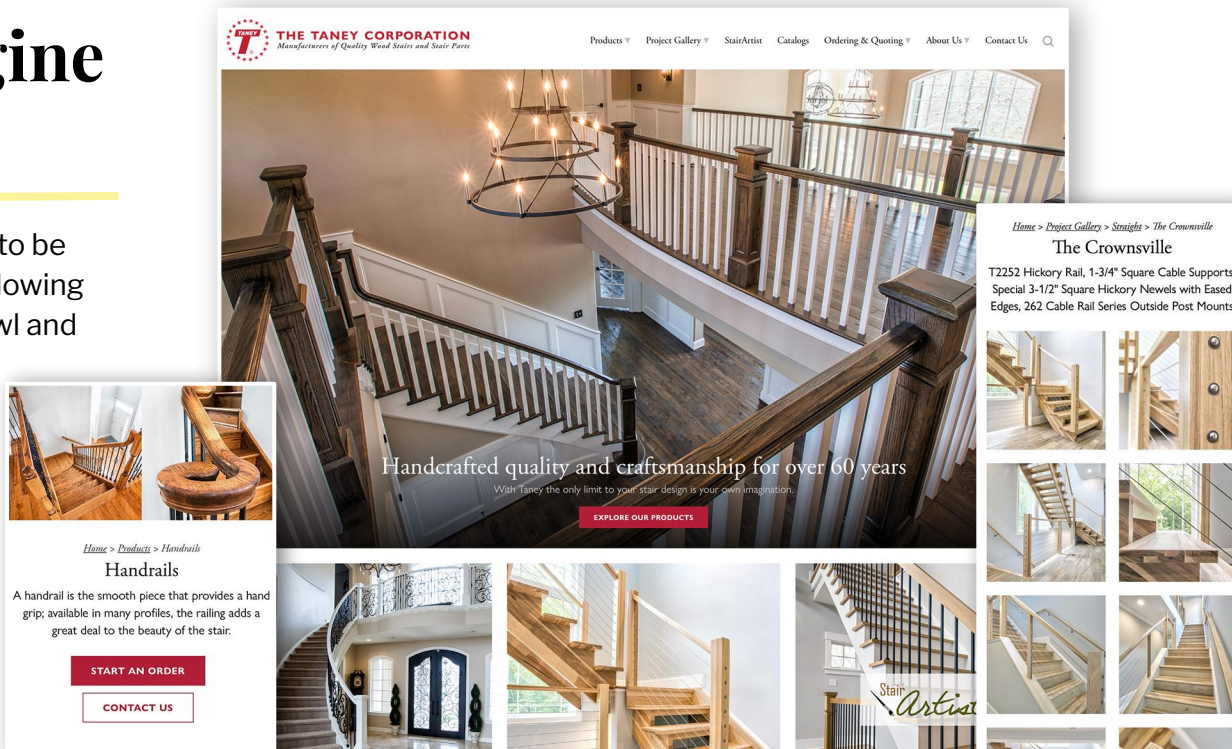 gine
to be
lowing
wl and
TANEY
T
THE TANEY CORPORATION
Manufacturers of Quality Wood Stairs and Stair Parts
Products Project Gallery StairArtist Catalogs Ordering & Quoting About Us Contact Us
Handcrafted quality and craftsmanship for over 60 years
With Taney the only limit to your stair design is your own imagination.
EXPLORE OUR PRODUCTS
Home > Project Gallery > Straight > The Crownsville
The Crownsville
T2252 Hickory Rail, 1-3/4" Square Cable Supports
Special 3-1/2" Square Hickory Newels with Eased
Edges, 262 Cable Rail Series Outside Post Mounts
Home > Products > Handrails
Handrails
A handrail is the smooth piece that provides a hand
grip; available in many profiles, the railing adds a
great deal to the beauty of the stair.
START AN ORDER
CONTACT US
Stair
Artist